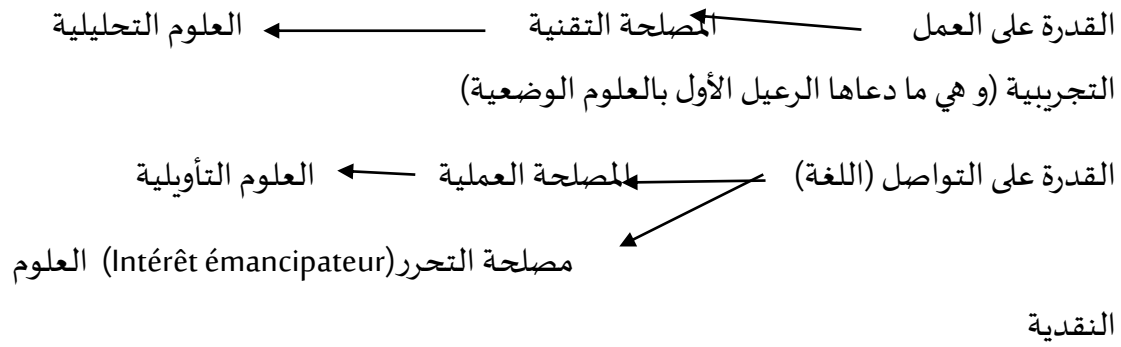 القدرة على العمل المصلحة التقنية العلوم التحليلية
التجريبية (و هي ما دعاها الرعيل الأول بالعلوم الوضعية)
القدرة على التواصل (اللغة) المصلحة العملية العلوم التأويلية
مصلحة التحرر(Intérêt émancipateur) العلوم
النقدية